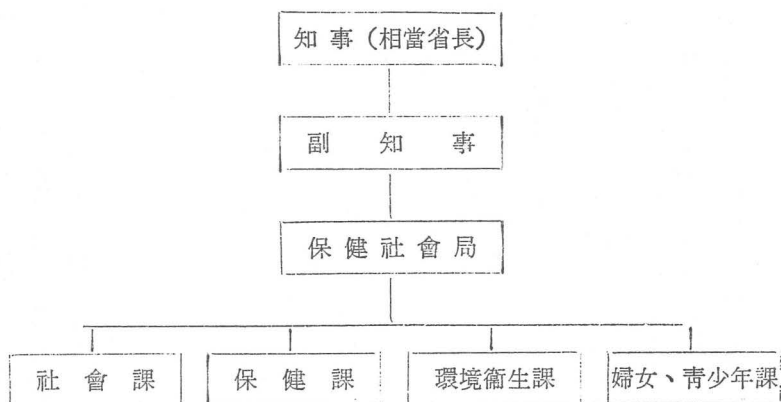 知事（相當省長）
副知事
保健社會局
社會課
保健課
環境衞生課
婦女、靑少年課